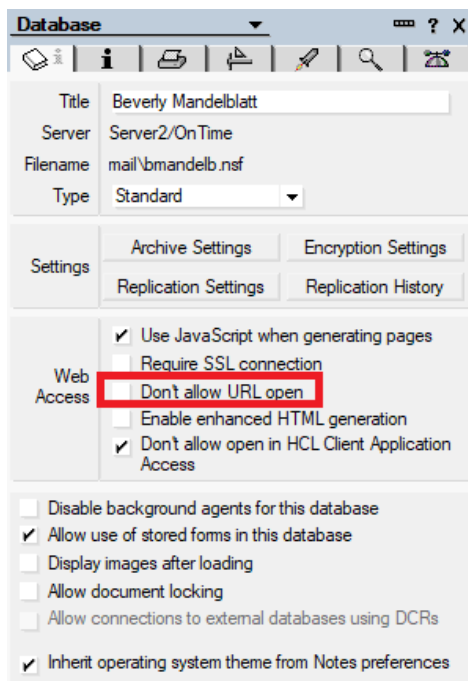 Database ? X
i i
Title Beverly Mandelblatt
Server Server2/OnTime
Filename mail\bmandelb.nsf
Type Standard
Settings
Archive Settings Encryption Settings
Replication Settings Replication History
Web Access
Use JavaScript when generating pages
Require SSL connection
Don't allow URL open
Enable enhanced HTML generation
Don't allow open in HCL Client Application
Access
Disable background agents for this database
Allow use of stored forms in this database
Display images after loading
Allow document locking
Allow connections to external databases using DCRs
Inherit operating system theme from Notes preferences